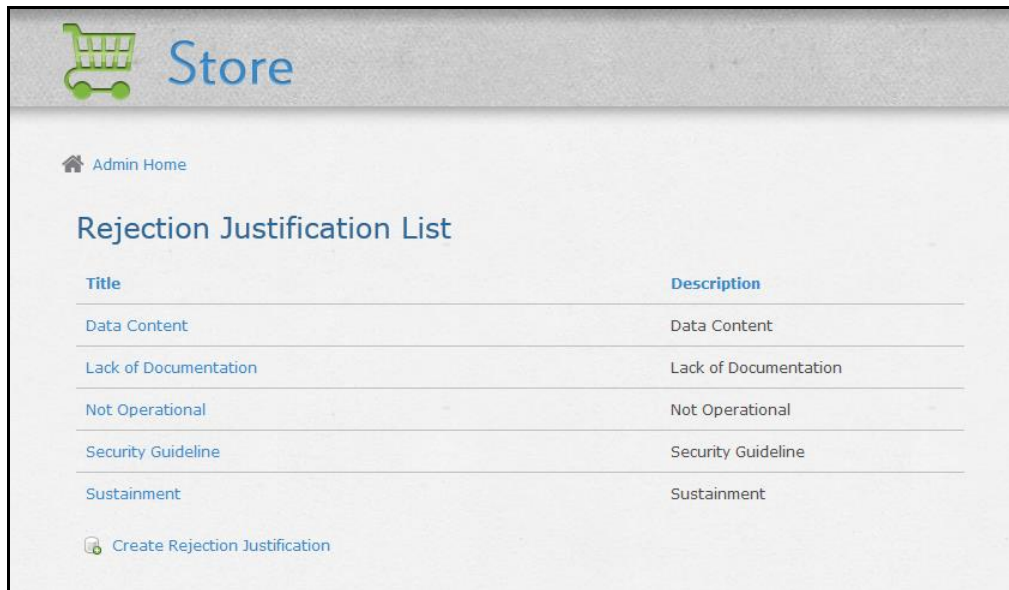 Store
Admin Home
Rejection Justification List
Title Description
Data Content Data Content
Lack of Documentation Lack of Documentation
Not Operational Not Operational
Security Guideline Security Guideline
Sustainment Sustainment
Create Rejection Justification